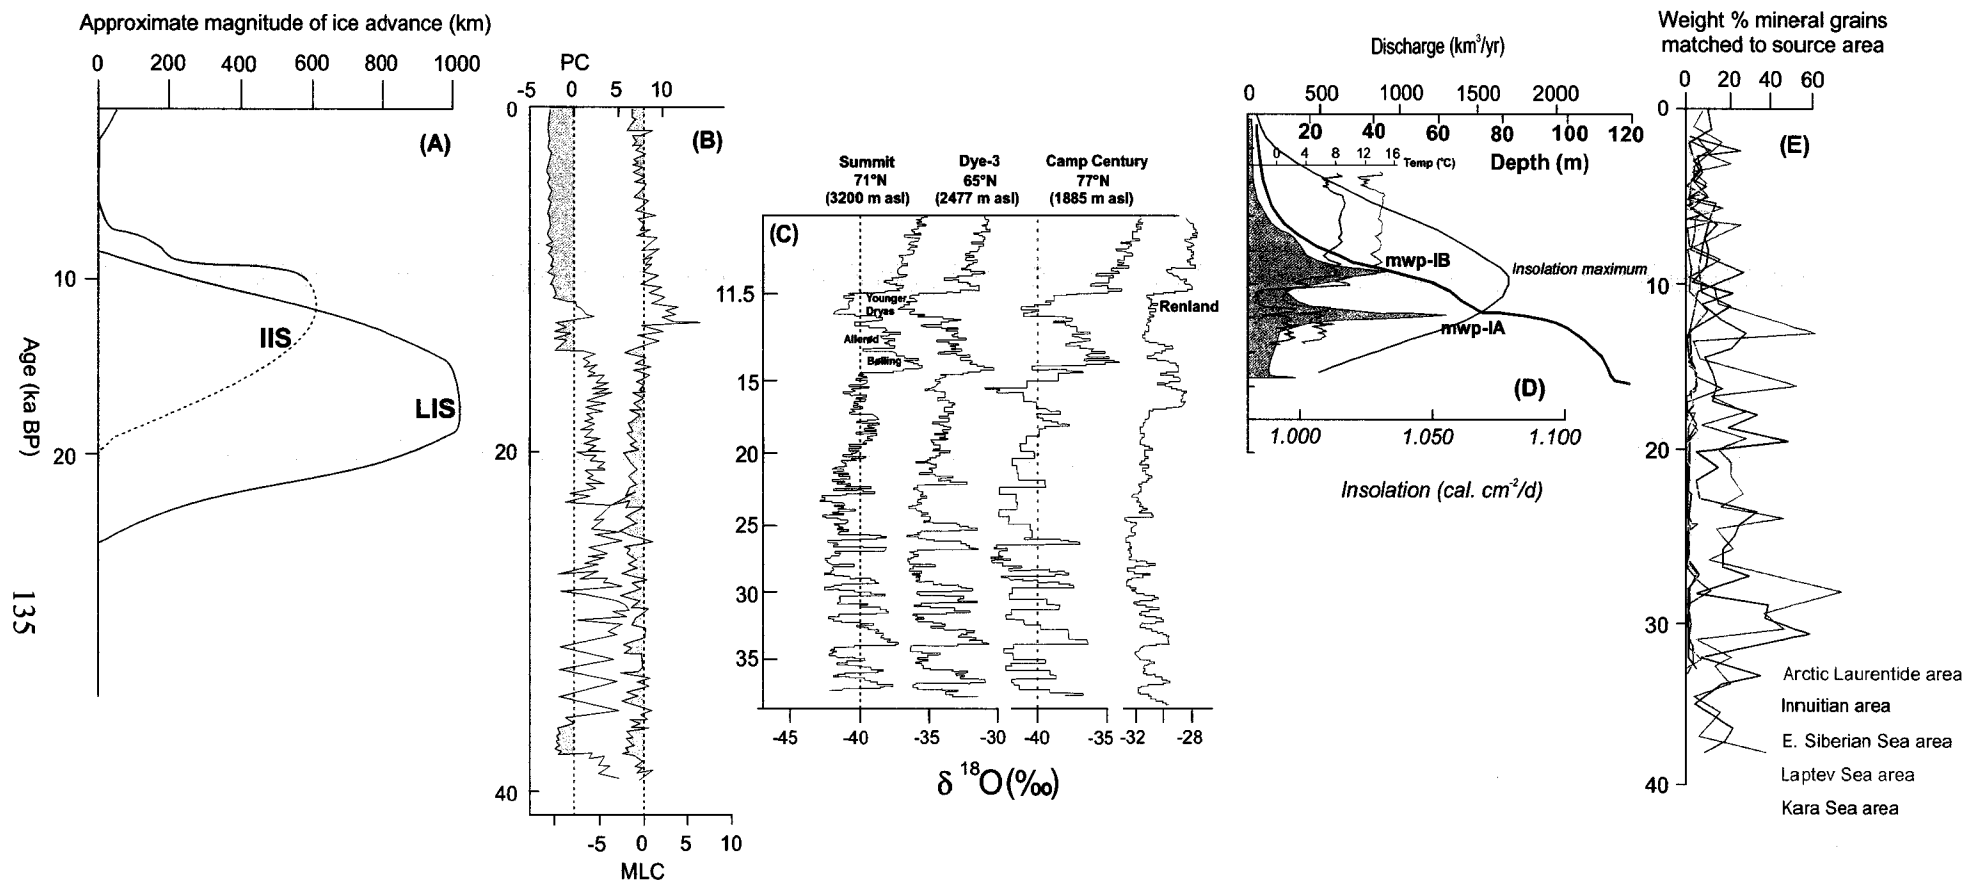 Approximate magnitude of ice advance (km)
0 200 400 600 800 1000
(A)
IIS
LIS
10
20
Age (ka BP)
135
PC
-5 0 5 10
0
20
40
(B)
-5 0 5 10
MLC
Summit
71°N
(3200 m asl)
Dye-3
65°N
(2477 m asl)
Camp Century
77°N
(1885 m asl)
(C)
11.5
15
20
25
30
35
Younger
Dryas
Allerød
Bølling
Renland
-45 -40 -35 -30 -40 -35 -32 -28
δ 18O(‰)
Discharge (km3/yr)
0 500 1000 1500 2000
20 40 60 80 100 120
0 4 8 12 16 Temp (°C)
Depth (m)
mwp-IB
Insolation maximum
mwp-IA
(D)
1.000 1.050 1.100
Insolation (cal. cm-2/d)
Weight % mineral grains
matched to source area
0 20 40 60
0
10
20
30
40
(E)
Arctic Laurentide area
Innuitian area
E. Siberian Sea area
Laptev Sea area
Kara Sea area